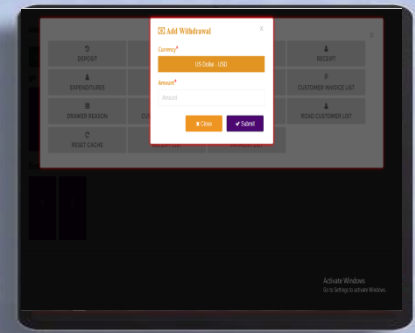 Add Withdrawal
x
Currency*
US Dollar - USD
Amount*
Amount
Close
Submit
DEPOSIT
RECEIPT
EXPENDITURES
CUSTOMER INVOICE LIST
DRAWER REASON
ROAD CUSTOMER LIST
RESET CACHE
Activate Windows
Go to Settings to activate Windows.